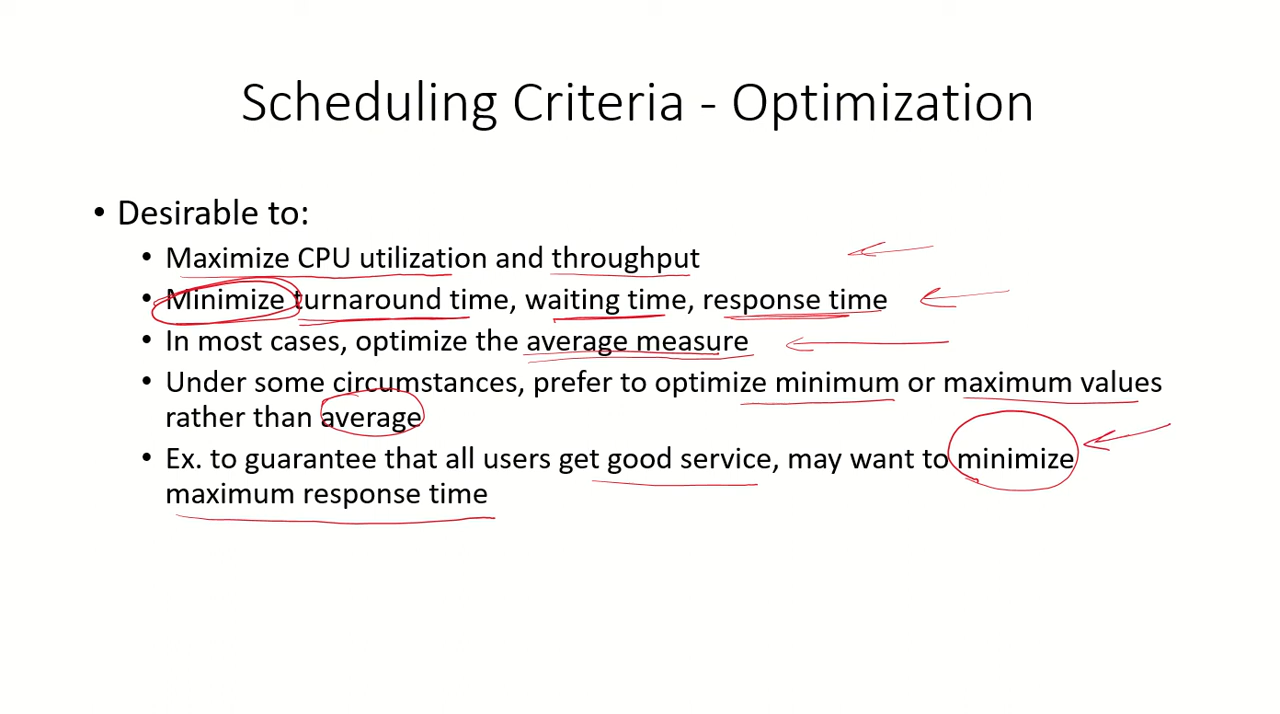 Scheduling Criteria - Optimization
• Desirable to:
• Maximize CPU utilization and throughput
• Minimize turnaround time, waiting time, response time
• In most cases, optimize the average measure
• Under some circumstances, prefer to optimize minimum or maximum values
rather than average
• Ex. to guarantee that all users get good service, may want to minimize
maximum response time